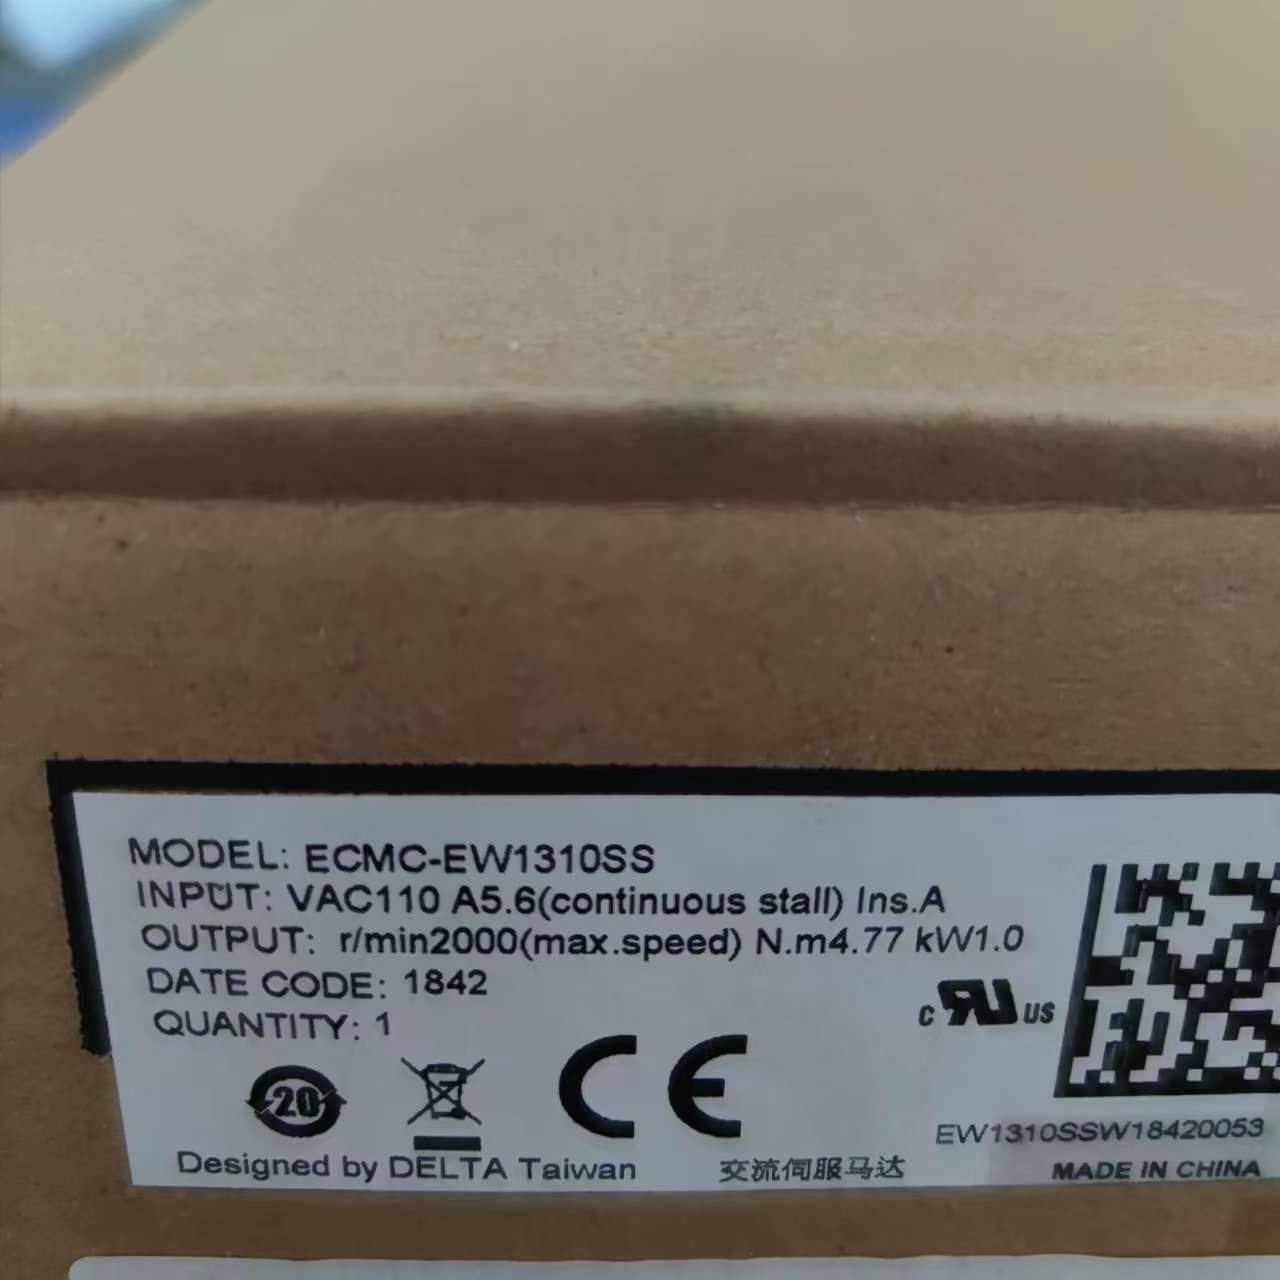 MODEL: ECMC-EW1310SS
INPUT: VAC110 A5.6(continuous stall) Ins.A
OUTPUT: r/min2000(max.speed) N.m4.77 kW1.0
DATE CODE: 1842
QUANTITY: 1
c RU US
20
CE
EW1310SSW18420053
Designed by DELTA Taiwan
交流伺服马达
MADE IN CHINA